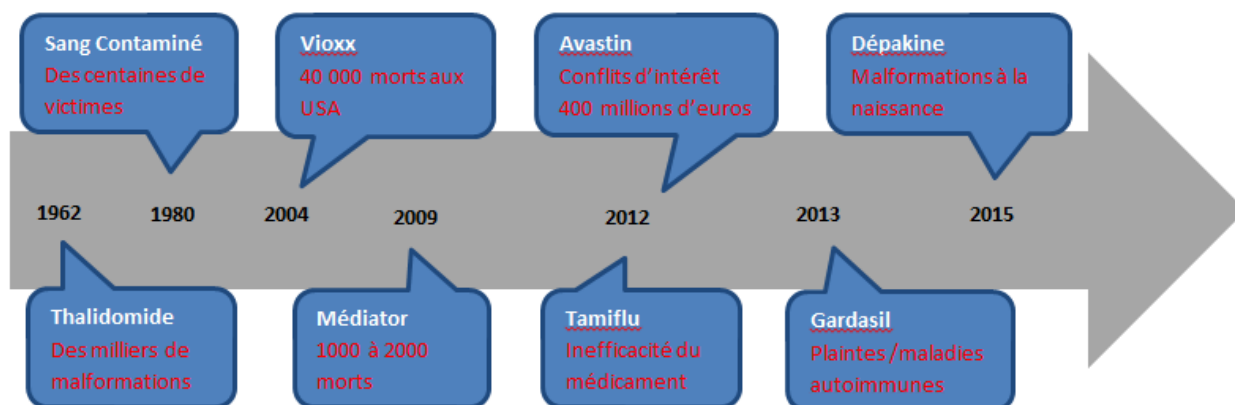 Sang Contaminé
Des centaines de
victimes
Vioxx
40 000 morts aux
USA
Avastin
Conflits d'intérêt
400 millions d'euros
Dépakine
Malformations à la
naissance
1962
1980
2004
2009
2012
2013
2015
Thalidomide
Des milliers de
malformations
Médiator
1000 à 2000
morts
Tamiflu
Inefficacité du
médicament
Gardasil
Plaintes /maladies
autoimmunes